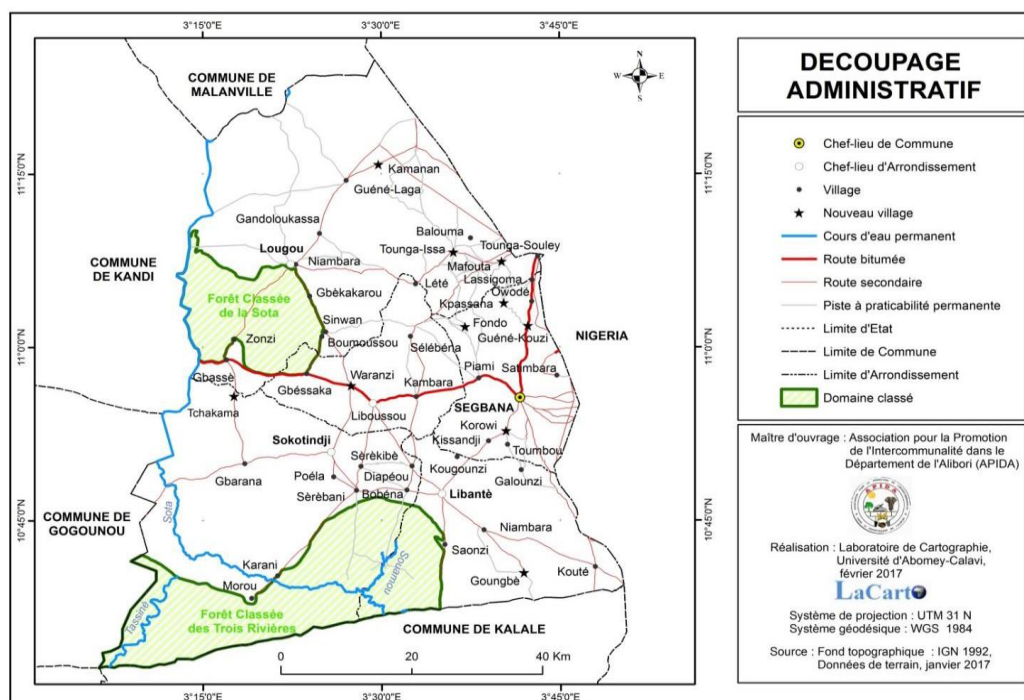 3°15'0"E
3°30'0"E
3°45'0"E
COMMUNE DE
MALANVILLE
N
W E
S
11°15'0"N
11°15'0"N
Kamanan
Guéné-Laga
Gandoloukassa
Balouma
Tounga-Issa
Tounga-Souley
Lougou
Niambara
Mafouta
COMMUNE
DE KANDI
Lété
Lassigoma
Owodé
Gbèkakarou
Kpassana
Forêt Classée
de la Sota
Sinwan
Fondo
NIGERIA
Zonzi
Boumoussou
Guéné-Kouzi
11°0'0"N
11°0'0"N
Sélébéna
Piami
Satimbara
Gbassè
Waranzi
Gbéssaka
Kambara
Tchakama
Liboussou
SEGBANA
Korowi
Sokotindji
Kissandji
Toumbou
Sèrèkibè
Kougounzi
Gbarana
Poéla
Diapéou
Galounzi
Sèrèbani
Bobéna
Libantè
10°45'0"N
10°45'0"N
COMMUNE DE
GOGOUNOU
Sota
Niambara
Saonzi
Souamon
Karani
Kouté
Goungbè
Morou
Tassiné
Forêt Classée
des Trois Rivières
COMMUNE DE KALALE
0 20 40 Km
3°15'0"E
3°30'0"E
3°45'0"E
DECOUPAGE
ADMINISTRATIF
Chef-lieu de Commune
Chef-lieu d'Arrondissement
Village
Nouveau village
Cours d'eau permanent
Route bitumée
Route secondaire
Piste à praticabilité permanente
Limite d'Etat
Limite de Commune
Limite d'Arrondissement
Domaine classé
Maître d'ouvrage : Association pour la Promotion
de l'Intercommunalité dans le
Département de l'Alibori (APIDA)
APIDA
Réalisation : Laboratoire de Cartographie,
Université d'Abomey-Calavi,
février 2017
LaCarto
Système de projection : UTM 31 N
Système géodésique : WGS 1984
Source : Fond topographique : IGN 1992,
Données de terrain, janvier 2017